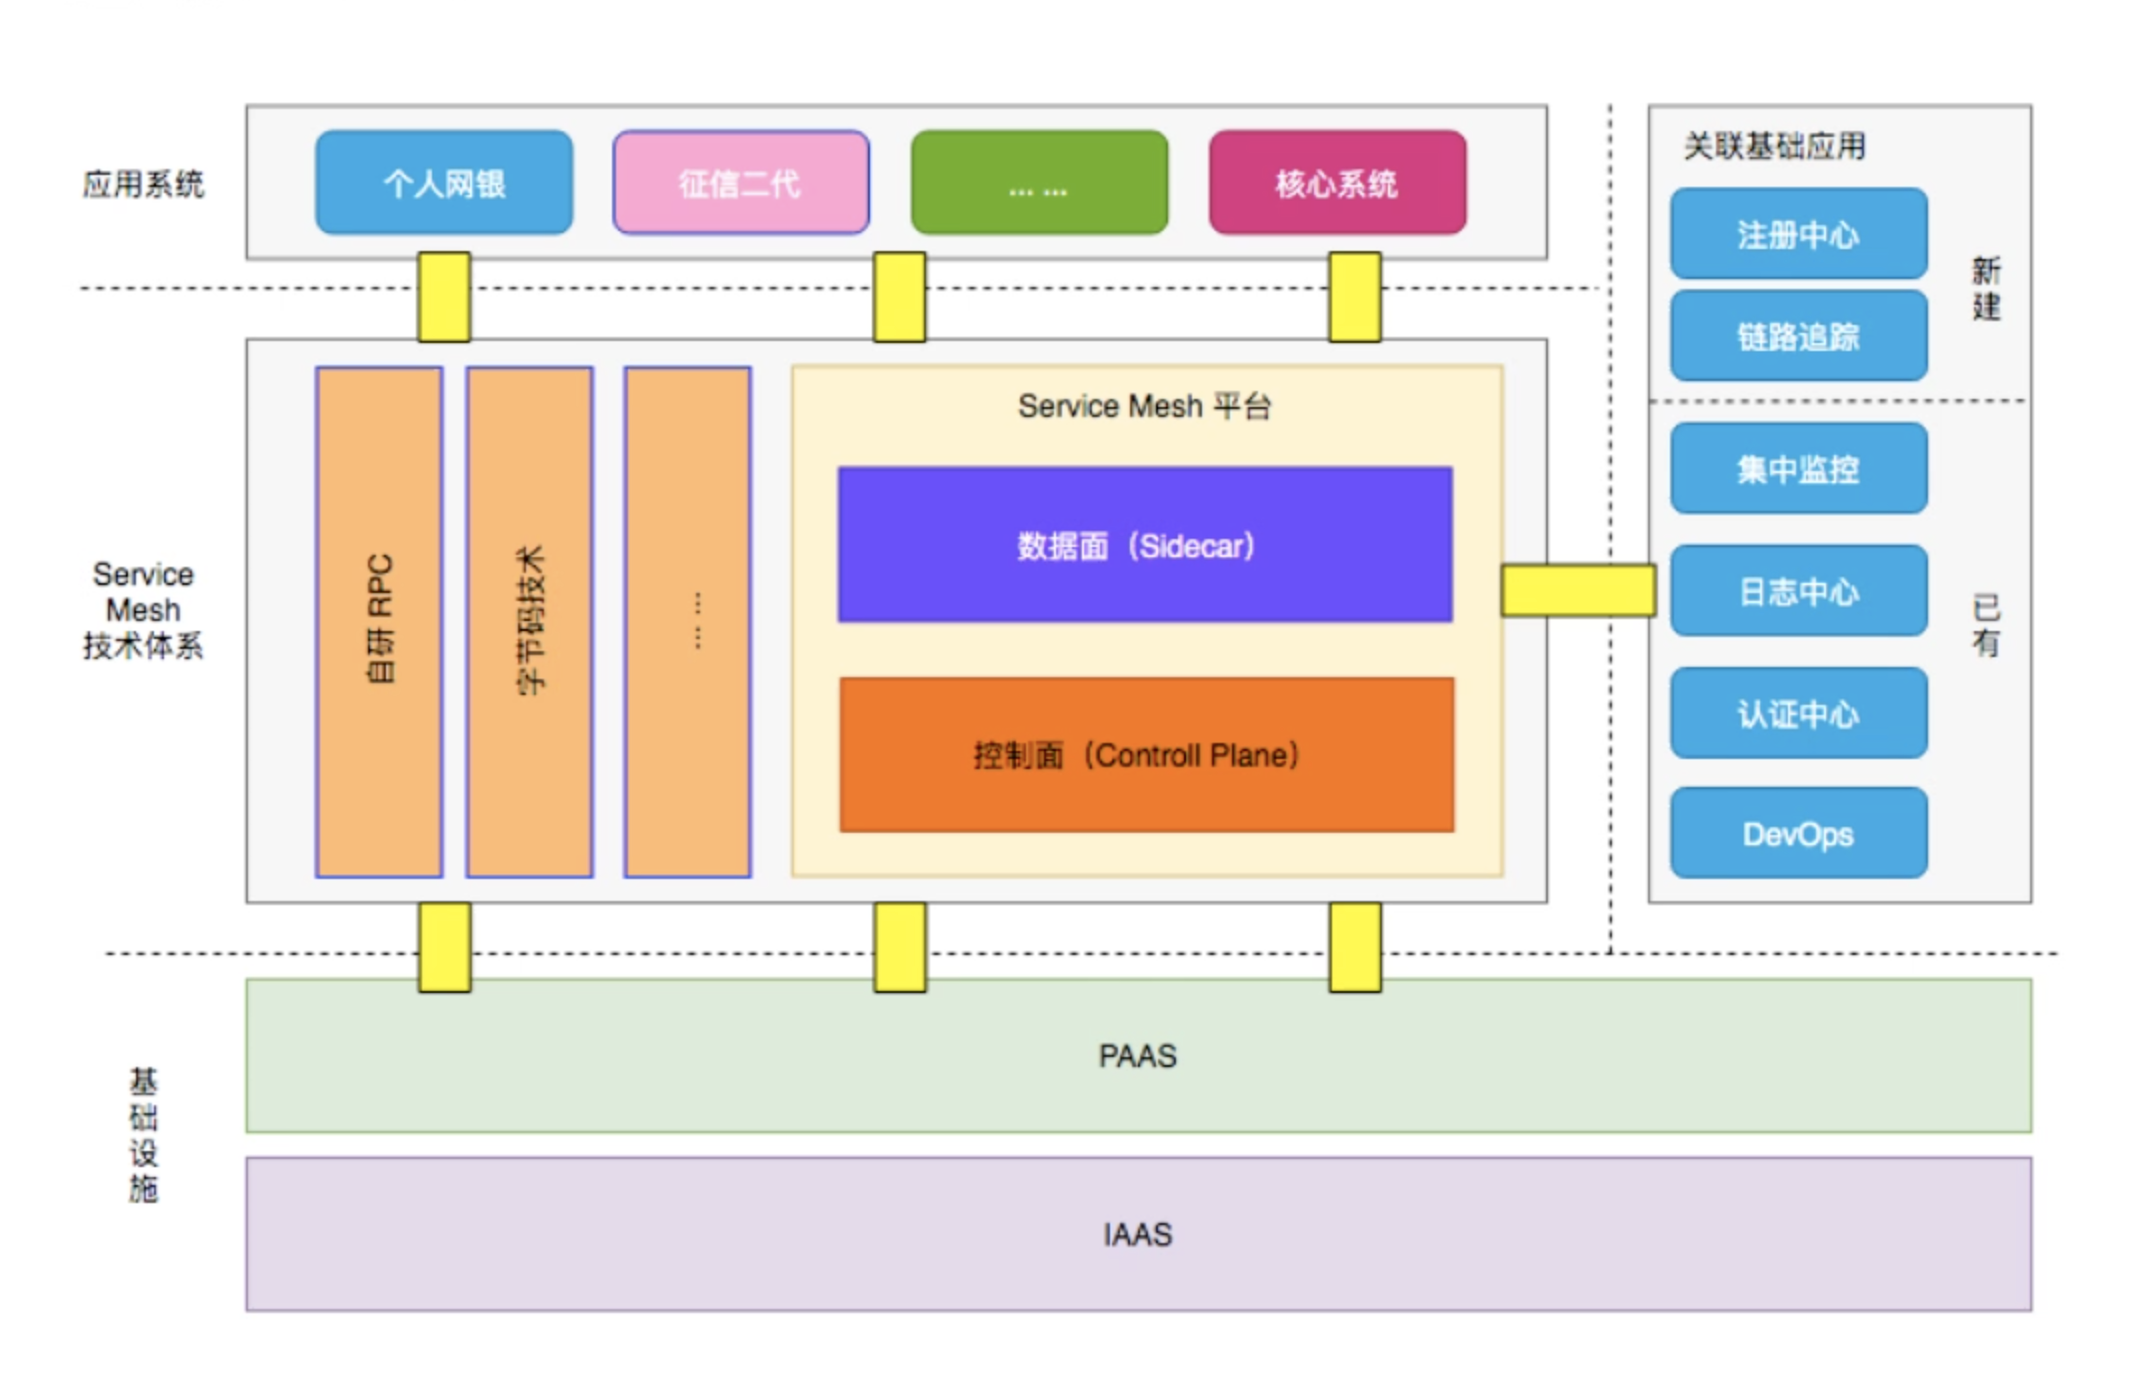 应用系统
个人网银
征信二代
... ...
核心系统
关联基础应用
注册中心
链路追踪
新
建
集中监控
日志中心
认证中心
DevOps
已
有
Service
Mesh
技术体系
自研 RPC
字节码技术
... ...
Service Mesh 平台
数据面（Sidecar）
控制面（Controll Plane）
基
础
设
施
PAAS
IAAS